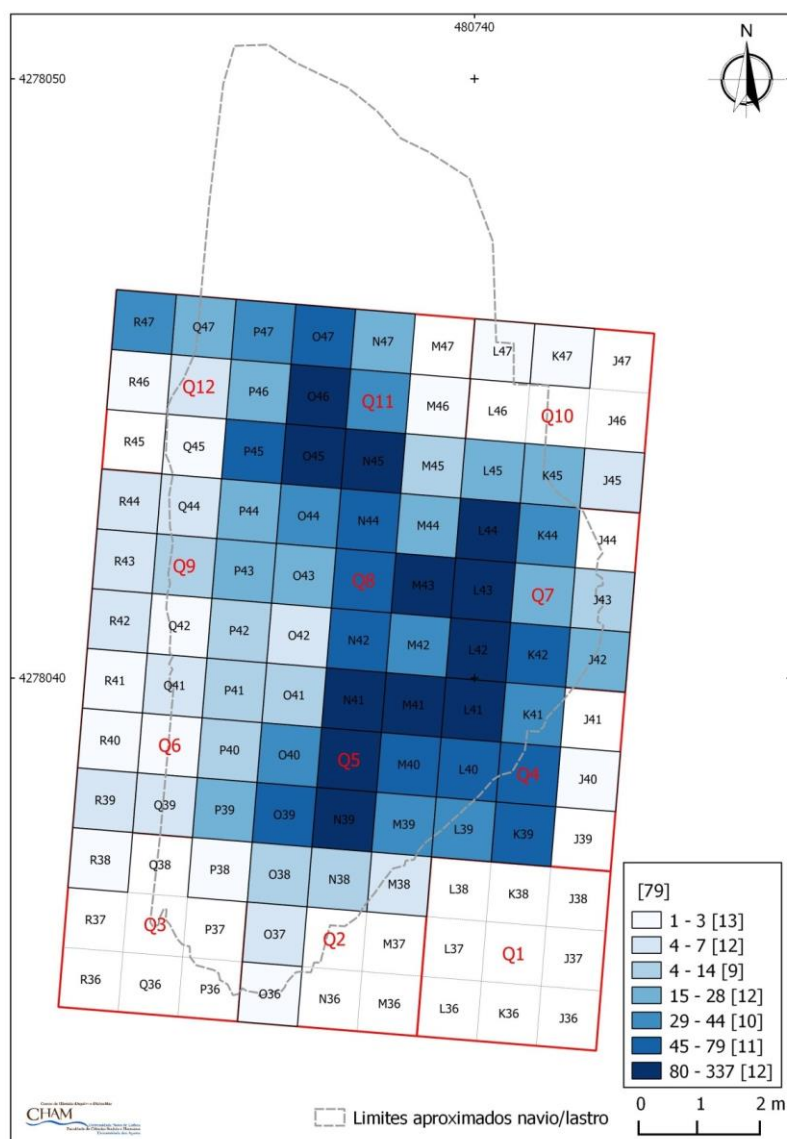 480740
N
4278050
R47 Q47 P47 O47 N47 M47 L47 K47 J47
R46 Q12 P46 O46 Q11 M46 L46 Q10 J46
R45 Q45 P45 O45 N45 M45 L45 K45 J45
R44 Q44 P44 O44 N44 M44 L44 K44 J44
R43 Q9 P43 O43 Q8 M43 L43 Q7 J43
R42 Q42 P42 O42 N42 M42 L42 K42 J42
4278040
R41 Q41 P41 O41 N41 M41 L41 K41 J41
R40 Q6 P40 O40 Q5 M40 L40 Q4 J40
R39 Q39 P39 O39 N39 M39 L39 K39 J39
R38 Q38 P38 O38 N38 M38 L38 K38 J38
R37 Q3 P37 O37 Q2 M37 L37 Q1 J37
R36 Q36 P36 O36 N36 M36 L36 K36 J36
[79]
1 - 3 [13]
4 - 7 [12]
4 - 14 [9]
15 - 28 [12]
29 - 44 [10]
45 - 79 [11]
80 - 337 [12]
CHAM
Limites aproximados navio/lastro
0 1 2 m